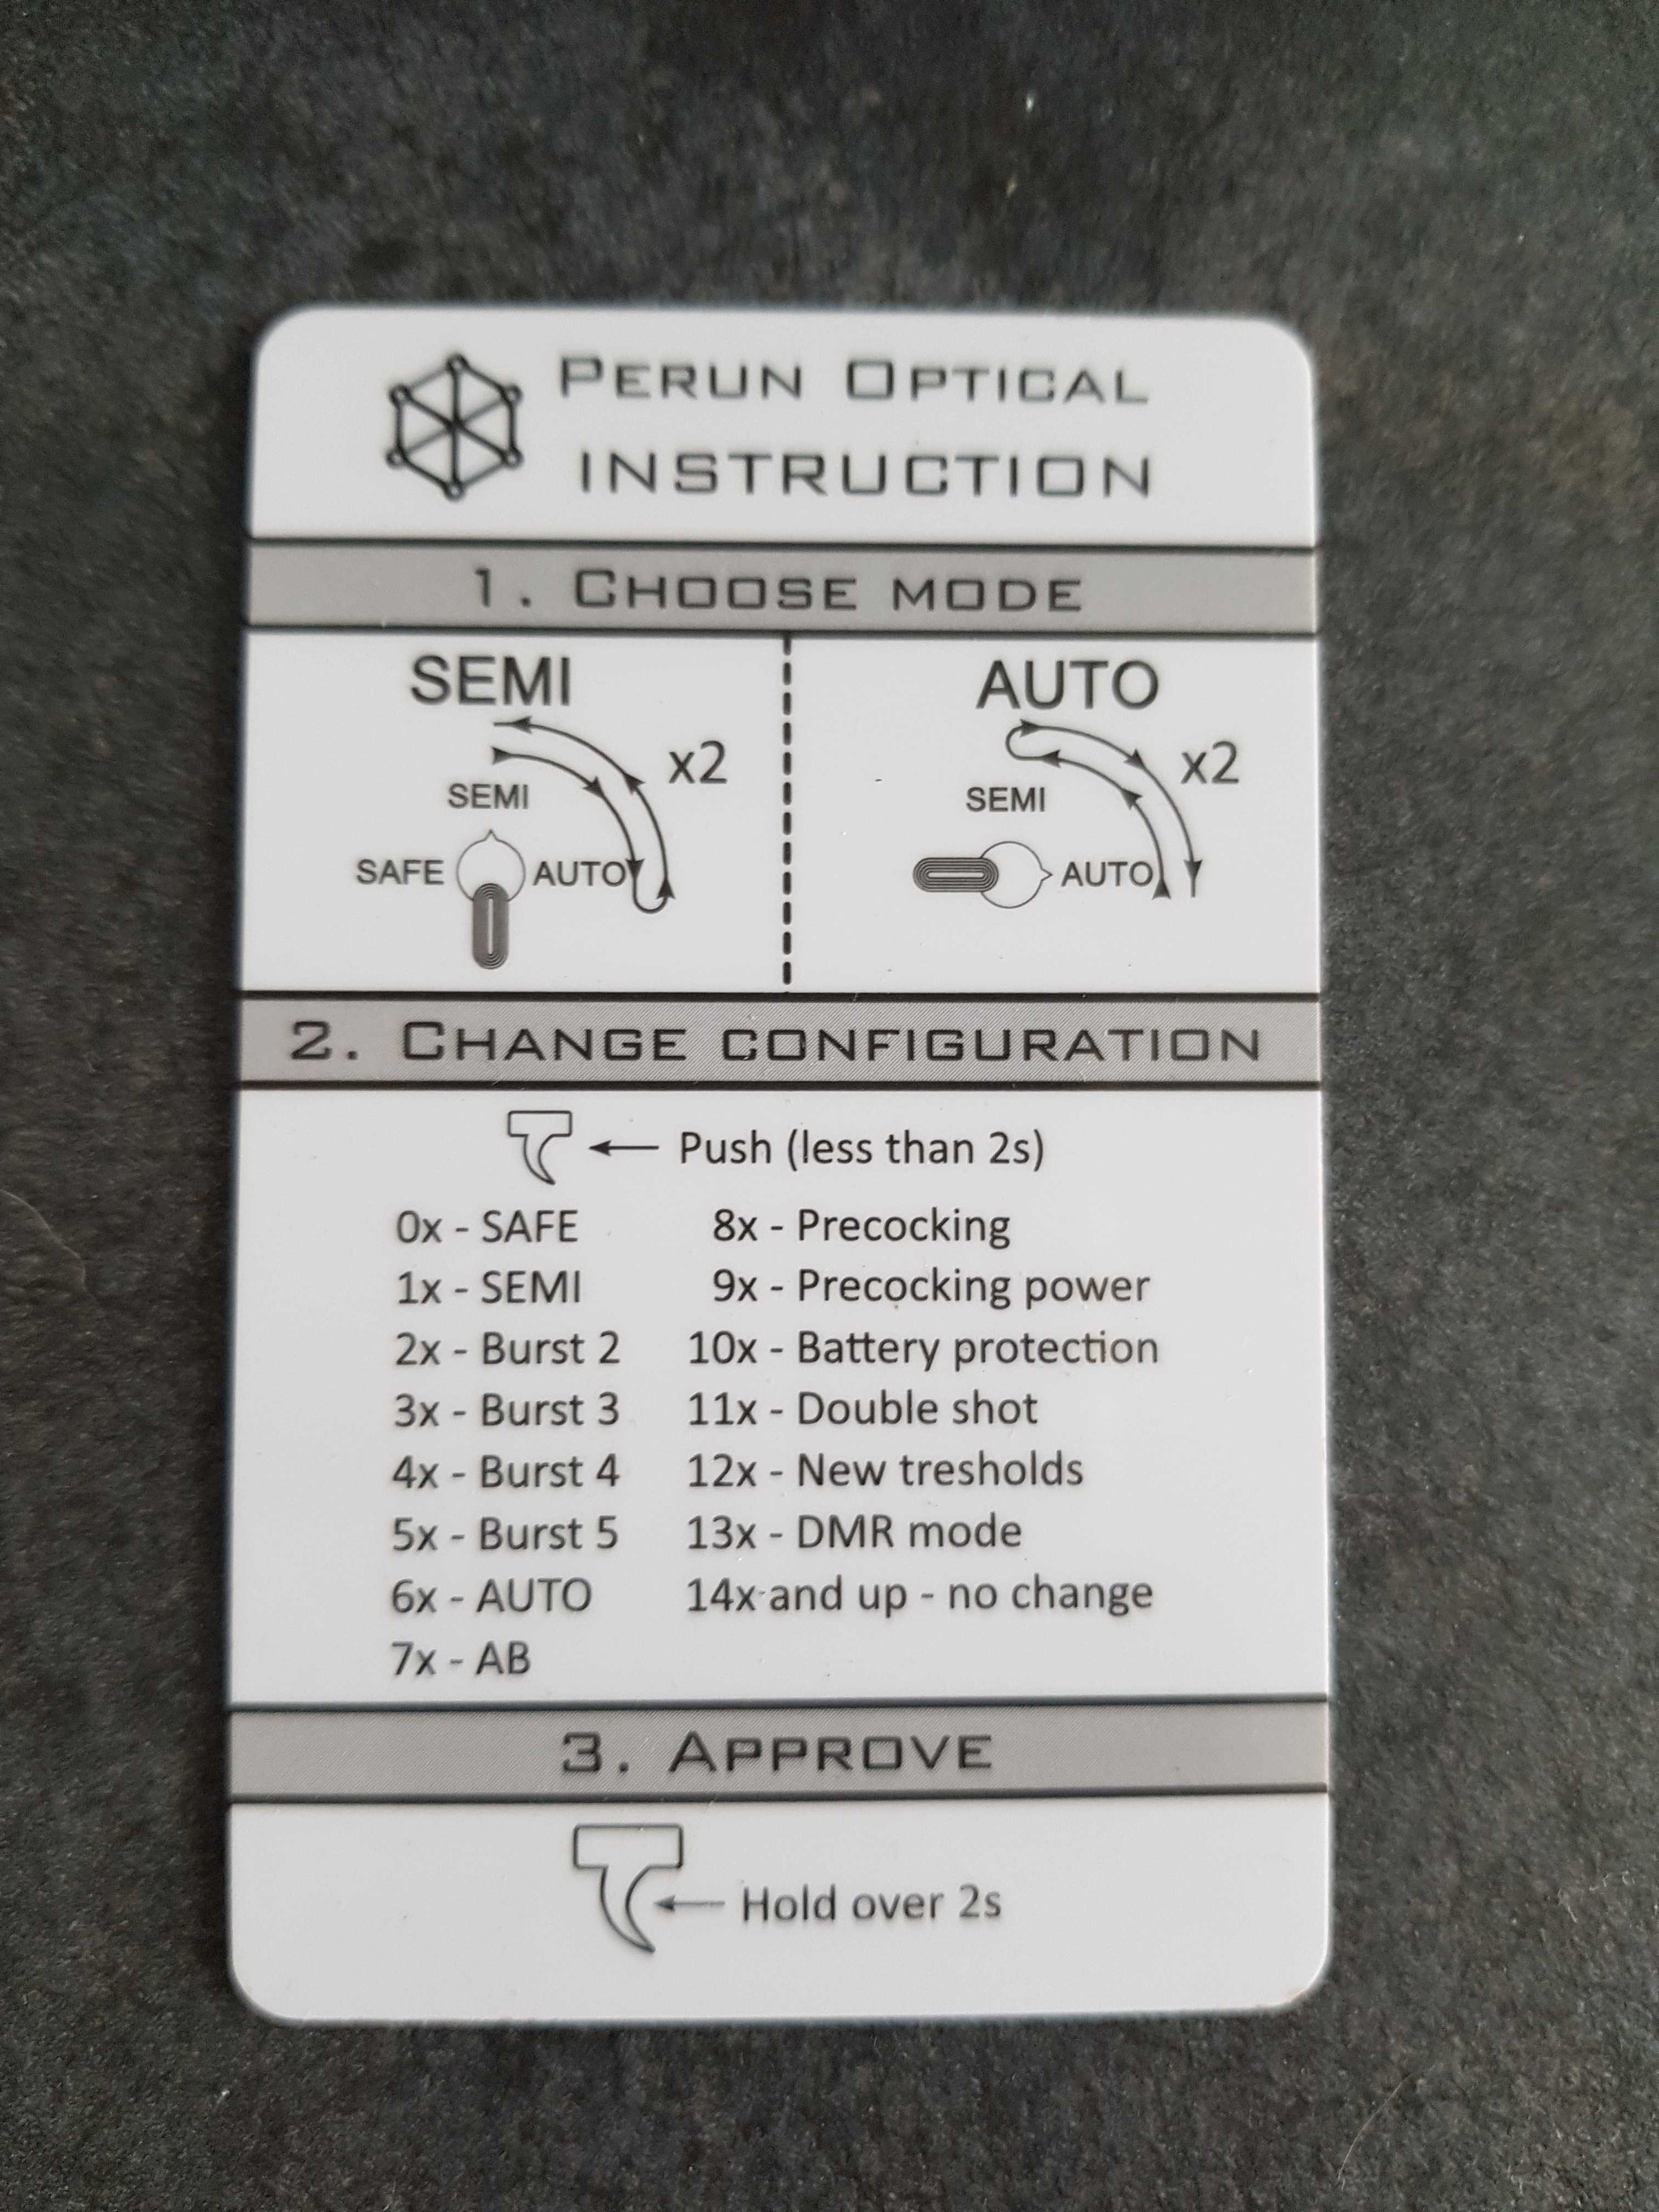 PERUN OPTICAL
INSTRUCTION
1. CHOOSE MODE
SEMI
x2
SEMI
SAFE
AUTO
AUTO
x2
SEMI
AUTO
2. CHANGE CONFIGURATION
Push (less than 2s)
0x - SAFE
1x - SEMI
2x - Burst 2
3x - Burst 3
4x - Burst 4
5x - Burst 5
6x - AUTO
7x - AB
8x - Precocking
9x - Precocking power
10x - Battery protection
11x - Double shot
12x - New tresholds
13x - DMR mode
14x and up - no change
3. APPROVE
Hold over 2s